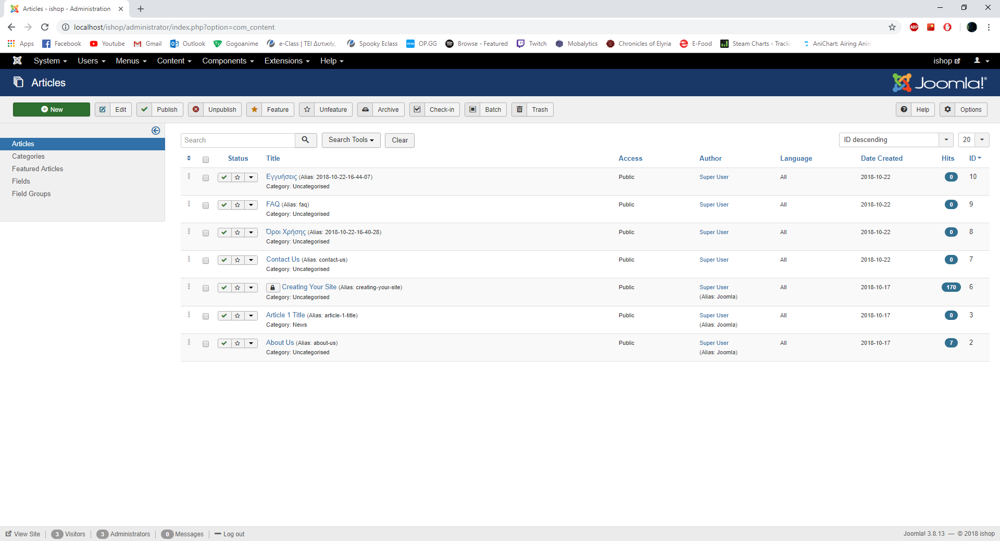 Articles - ishop - Administration
localhost/ishop/administrator/index.php?option=com_content
Apps Facebook Youtube Gmail Outlook Gogoanime e-Class | ΤΕΙ Δυτικής Spooky Eclass OP.GG Browse - Featured Twitch Mobalytics Chronicles of Elyria E-Food Steam Charts - Tracki AniChart: Airing Anim
System Users Menus Content Components Extensions Help ishop
Articles Joomla!®
New Edit Publish Unpublish Feature Unfeature Archive Check-in Batch Trash Help Options
Articles
Categories
Featured Articles
Fields
Field Groups
Search Search Tools Clear ID descending 20
Status Title Access Author Language Date Created Hits ID
Εγγυήσεις (Alias: 2018-10-22-16-44-07) Public Super User All 2018-10-22 0 10
Category: Uncategorised
FAQ (Alias: faq) Public Super User All 2018-10-22 0 9
Category: Uncategorised
Όροι Χρήσης (Alias: 2018-10-22-16-40-28) Public Super User All 2018-10-22 0 8
Category: Uncategorised
Contact Us (Alias: contact-us) Public Super User All 2018-10-22 0 7
Category: Uncategorised
Creating Your Site (Alias: creating-your-site) Public Super User All 2018-10-17 170 6
Category: Uncategorised (Alias: Joomla)
Article 1 Title (Alias: article-1-title) Public Super User All 2018-10-17 0 3
Category: News (Alias: Joomla)
About Us (Alias: about-us) Public Super User All 2018-10-17 7 2
Category: Uncategorised (Alias: Joomla)
View Site 3 Visitors 3 Administrators 0 Messages Log out Joomla! 3.8.13 — © 2018 ishop